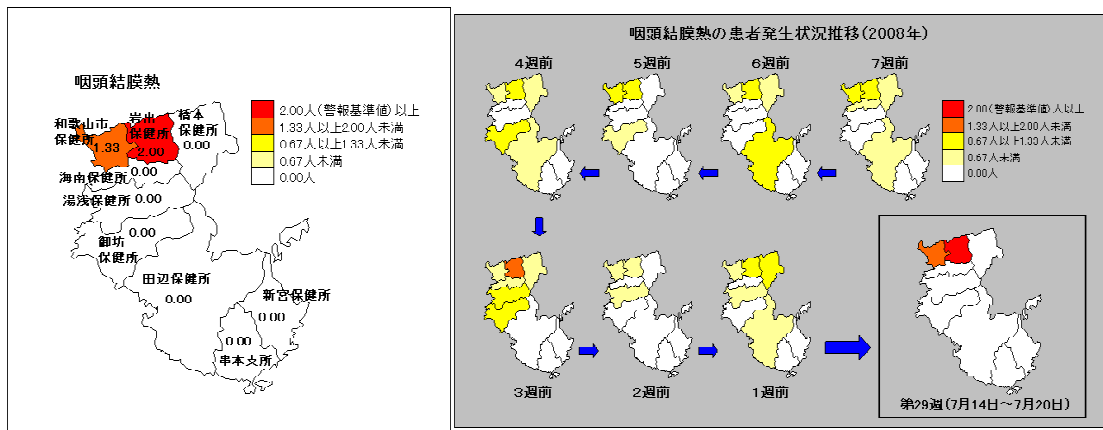 咽頭結膜熱
和歌山市
保健所
1.33
岩出
保健所
2.00
橋本
保健所
0.00
海南保健所
0.00
湯浅保健所
0.00
御坊
保健所
0.00
田辺保健所
0.00
新宮保健所
0.00
0.00
串本支所
2.00人(警報基準値)以上
1.33人以上2.00人未満
0.67人以上1.33人未満
0.67人未満
0.00人
咽頭結膜熱の患者発生状況推移(2008年)
4週前
5週前
6週前
7週前
2.00(警報基準値)人以上
1.33人以上2.00人未満
0.67人以上1.33人未満
0.67人未満
0.00人
3週前
2週前
1週前
第29週(7月14日～7月20日)